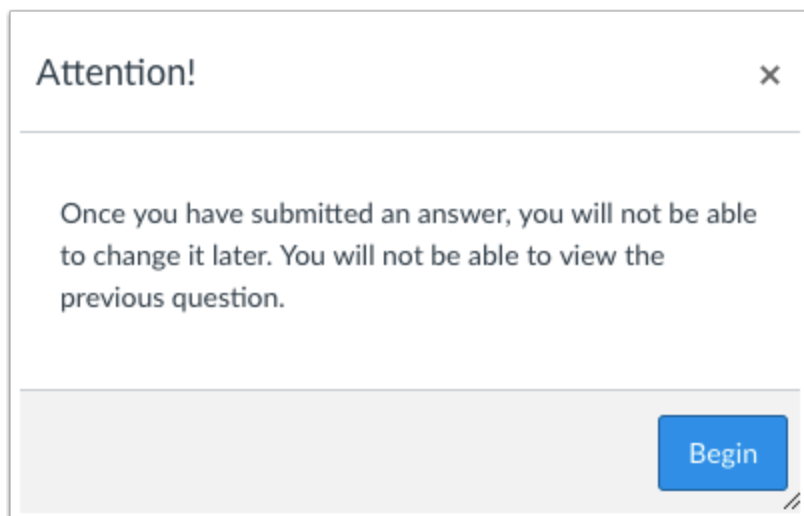 Attention!
Once you have submitted an answer, you will not be able
to change it later. You will not be able to view the
previous question.
Begin